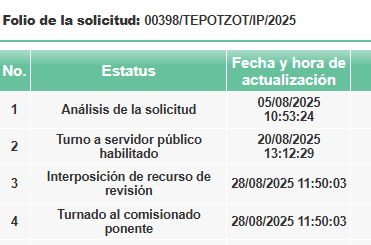 Folio de la solicitud: 00398/TEPOTZOT/IP/2025
No. Estatus Fecha y hora de
actualización
1 Análisis de la solicitud 05/08/2025
10:53:24
2 Turno a servidor público
habilitado 20/08/2025
13:12:29
3 Interposición de recurso de
revisión 28/08/2025 11:50:03
4 Turnado al comisionado
ponente 28/08/2025 11:50:03